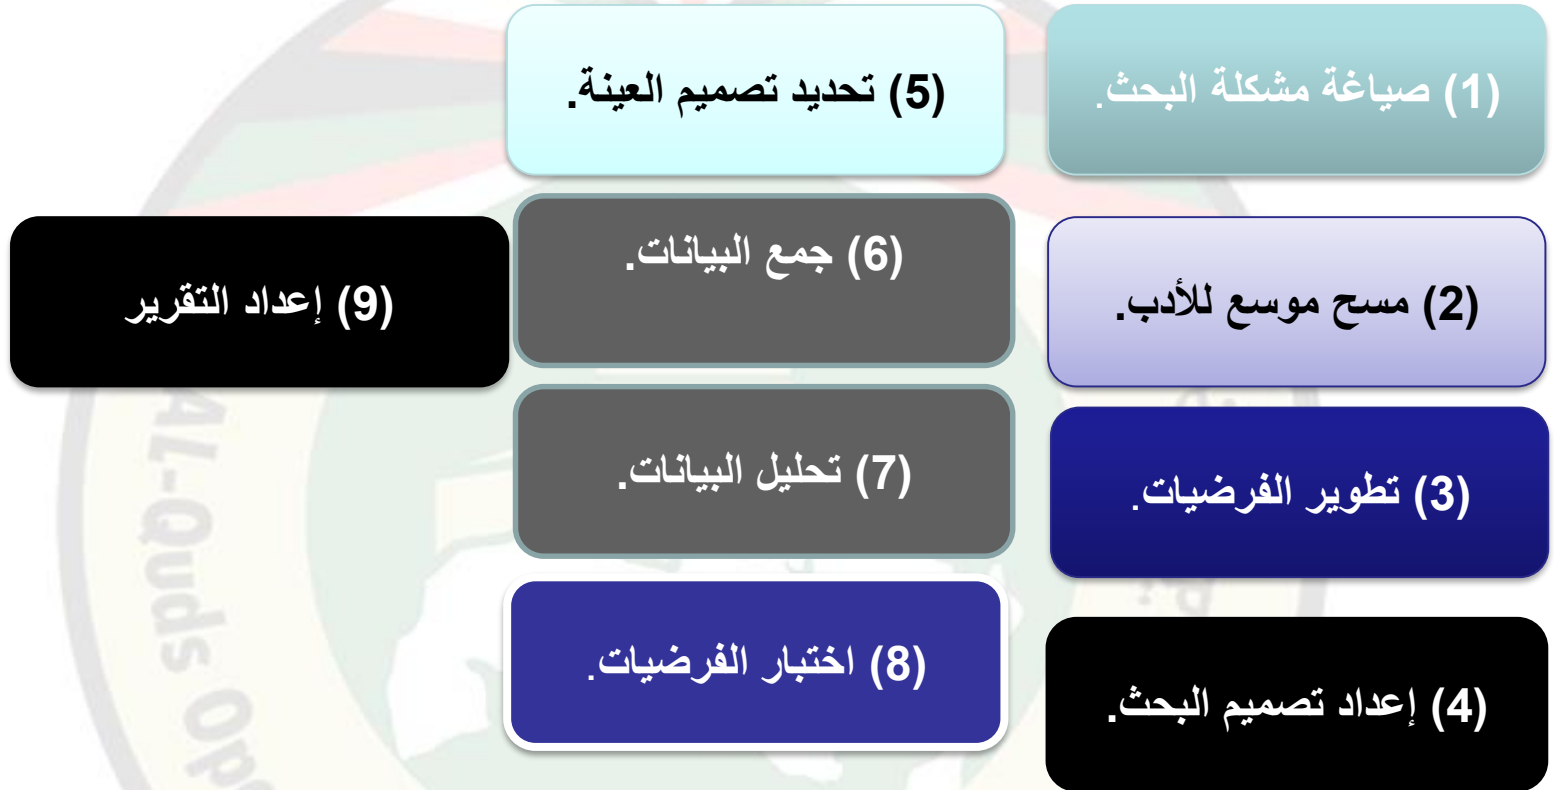 (1) صياغة مشكلة البحث.
(2) مسح موسع للأدب.
(3) تطوير الفرضيات.
(4) إعداد تصميم البحث.
(5) تحديد تصميم العينة.
(6) جمع البيانات.
(7) تحليل البيانات.
(8) اختبار الفرضيات.
(9) إعداد التقرير
AL-Quds Op